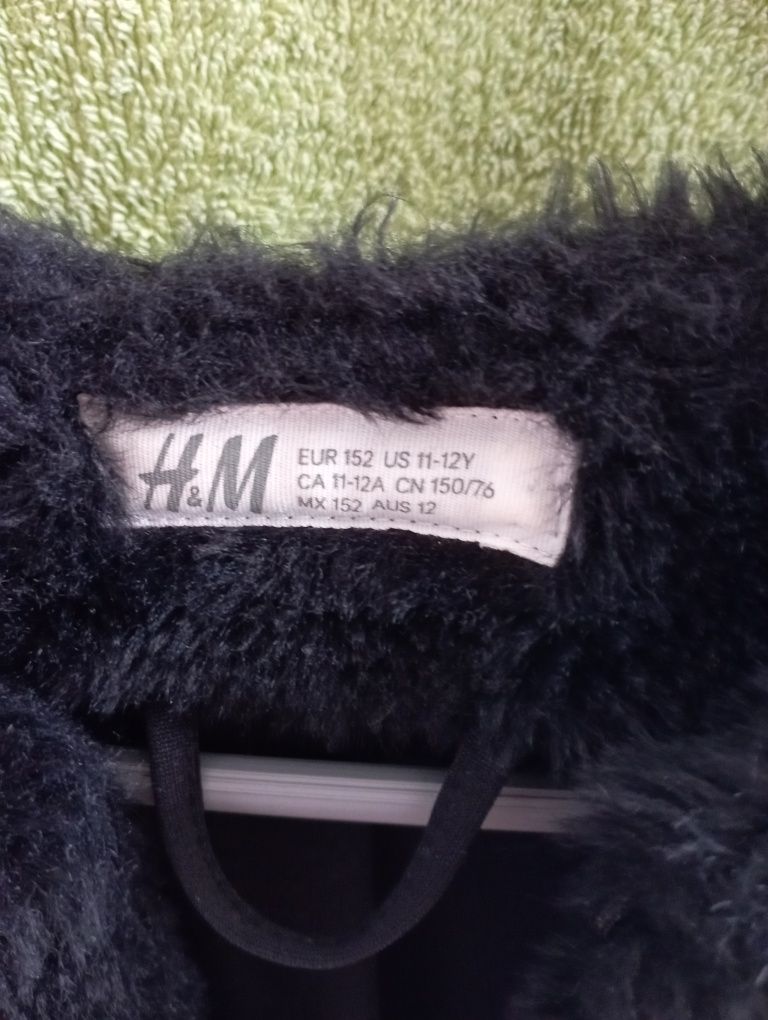 H&M
EUR 152 US 11-12Y
CA 11-12A CN 150/76
MX 152 AUS 12